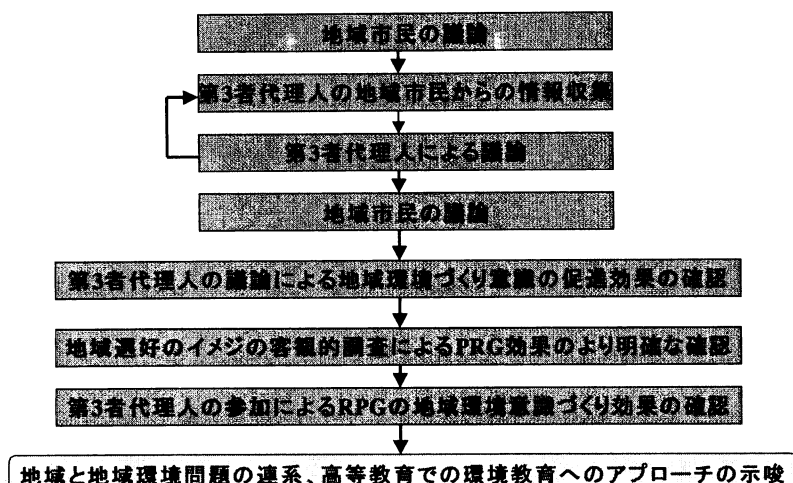 地域市民の議論
第3者代理人の地域市民からの情報収集
第3者代理人による議論
地域市民の議論
第3者代理人の議論による地域環境づくり意識の促進効果の確認
地域選好のイメジの客観的調査によるPRG効果のより明確な確認
第3者代理人の参加によるRPGの地域環境意識づくり効果の確認
地域と地域環境問題の連系、高等教育での環境教育へのアプローチの示唆